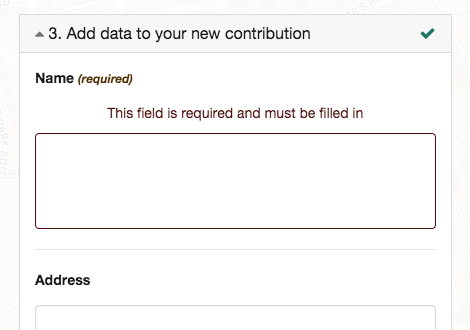 3. Add data to your new contribution
Name (required)
This field is required and must be filled in
Address